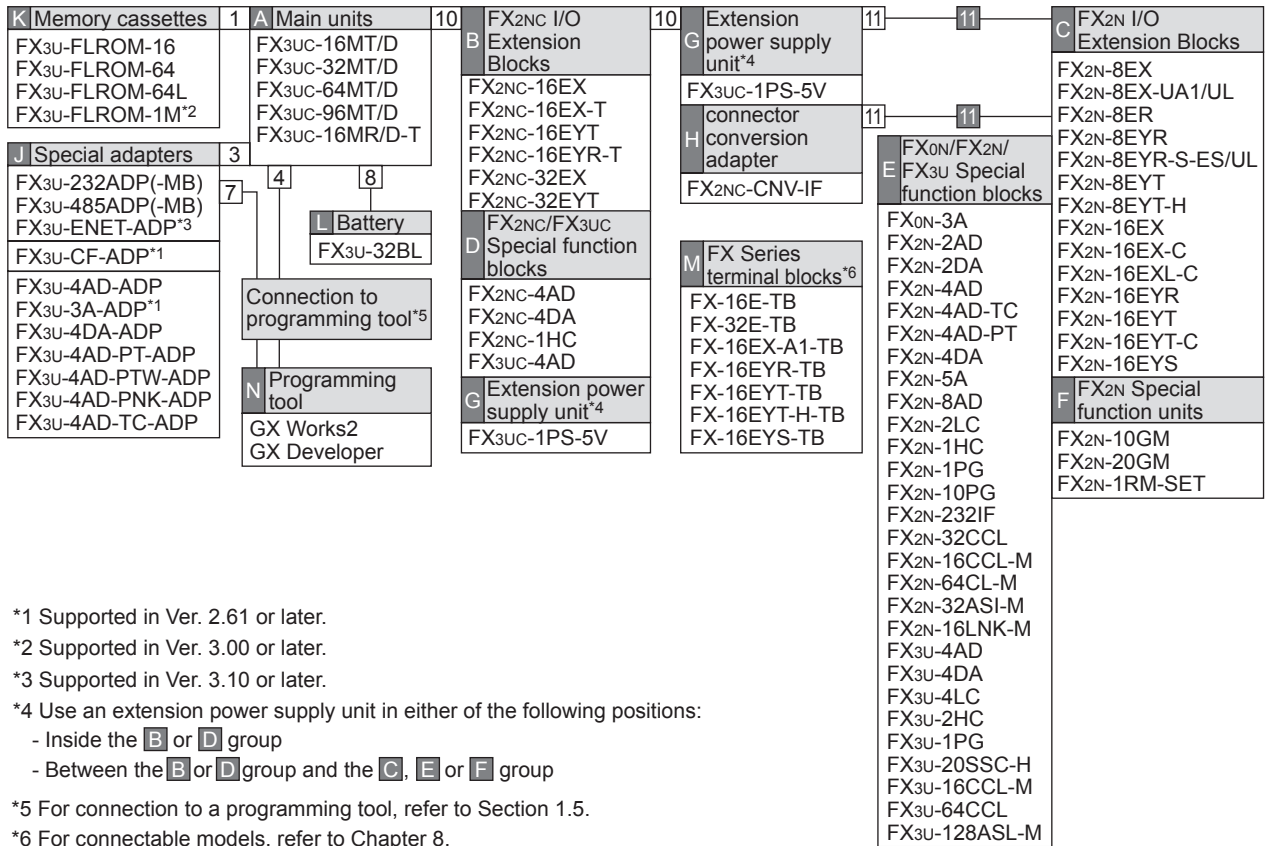 K Memory cassettes
FX3U-FLROM-16
FX3U-FLROM-64
FX3U-FLROM-64L
FX3U-FLROM-1M*2
1
J Special adapters
FX3U-232ADP(-MB)
FX3U-485ADP(-MB)
FX3U-ENET-ADP*3
FX3U-CF-ADP*1
FX3U-4AD-ADP
FX3U-3A-ADP*1
FX3U-4DA-ADP
FX3U-4AD-PT-ADP
FX3U-4AD-PTW-ADP
FX3U-4AD-PNK-ADP
FX3U-4AD-TC-ADP
3
7
A Main units
FX3UC-16MT/D
FX3UC-32MT/D
FX3UC-64MT/D
FX3UC-96MT/D
FX3UC-16MR/D-T
4
8
L Battery
FX3U-32BL
Connection to
programming tool*5
N Programming
tool
GX Works2
GX Developer
10
B FX2NC I/O
Extension
Blocks
FX2NC-16EX
FX2NC-16EX-T
FX2NC-16EYT
FX2NC-16EYR-T
FX2NC-32EX
FX2NC-32EYT
D FX2NC/FX3UC
Special function
blocks
FX2NC-4AD
FX2NC-4DA
FX2NC-1HC
FX3UC-4AD
G Extension power
supply unit*4
FX3UC-1PS-5V
10
G Extension
power supply
unit*4
FX3UC-1PS-5V
H connector
conversion
adapter
FX2NC-CNV-IF
M FX Series
terminal blocks*6
FX-16E-TB
FX-32E-TB
FX-16EX-A1-TB
FX-16EYR-TB
FX-16EYT-TB
FX-16EYT-H-TB
FX-16EYS-TB
11
11
11
11
E FX0N/FX2N/
FX3U Special
function blocks
FX0N-3A
FX2N-2AD
FX2N-2DA
FX2N-4AD
FX2N-4AD-TC
FX2N-4AD-PT
FX2N-4DA
FX2N-5A
FX2N-8AD
FX2N-2LC
FX2N-1HC
FX2N-1PG
FX2N-10PG
FX2N-232IF
FX2N-32CCL
FX2N-16CCL-M
FX2N-64CL-M
FX2N-32ASI-M
FX2N-16LNK-M
FX3U-4AD
FX3U-4DA
FX3U-4LC
FX3U-2HC
FX3U-1PG
FX3U-20SSC-H
FX3U-16CCL-M
FX3U-64CCL
FX3U-128ASL-M
C FX2N I/O
Extension Blocks
FX2N-8EX
FX2N-8EX-UA1/UL
FX2N-8ER
FX2N-8EYR
FX2N-8EYR-S-ES/UL
FX2N-8EYT
FX2N-8EYT-H
FX2N-16EX
FX2N-16EX-C
FX2N-16EXL-C
FX2N-16EYR
FX2N-16EYT
FX2N-16EYT-C
FX2N-16EYS
F FX2N Special
function units
FX2N-10GM
FX2N-20GM
FX2N-1RM-SET
*1 Supported in Ver. 2.61 or later.
*2 Supported in Ver. 3.00 or later.
*3 Supported in Ver. 3.10 or later.
*4 Use an extension power supply unit in either of the following positions:
- Inside the B or D group
- Between the B or D group and the C, E or F group
*5 For connection to a programming tool, refer to Section 1.5.
*6 For connectable models, refer to Chapter 8.